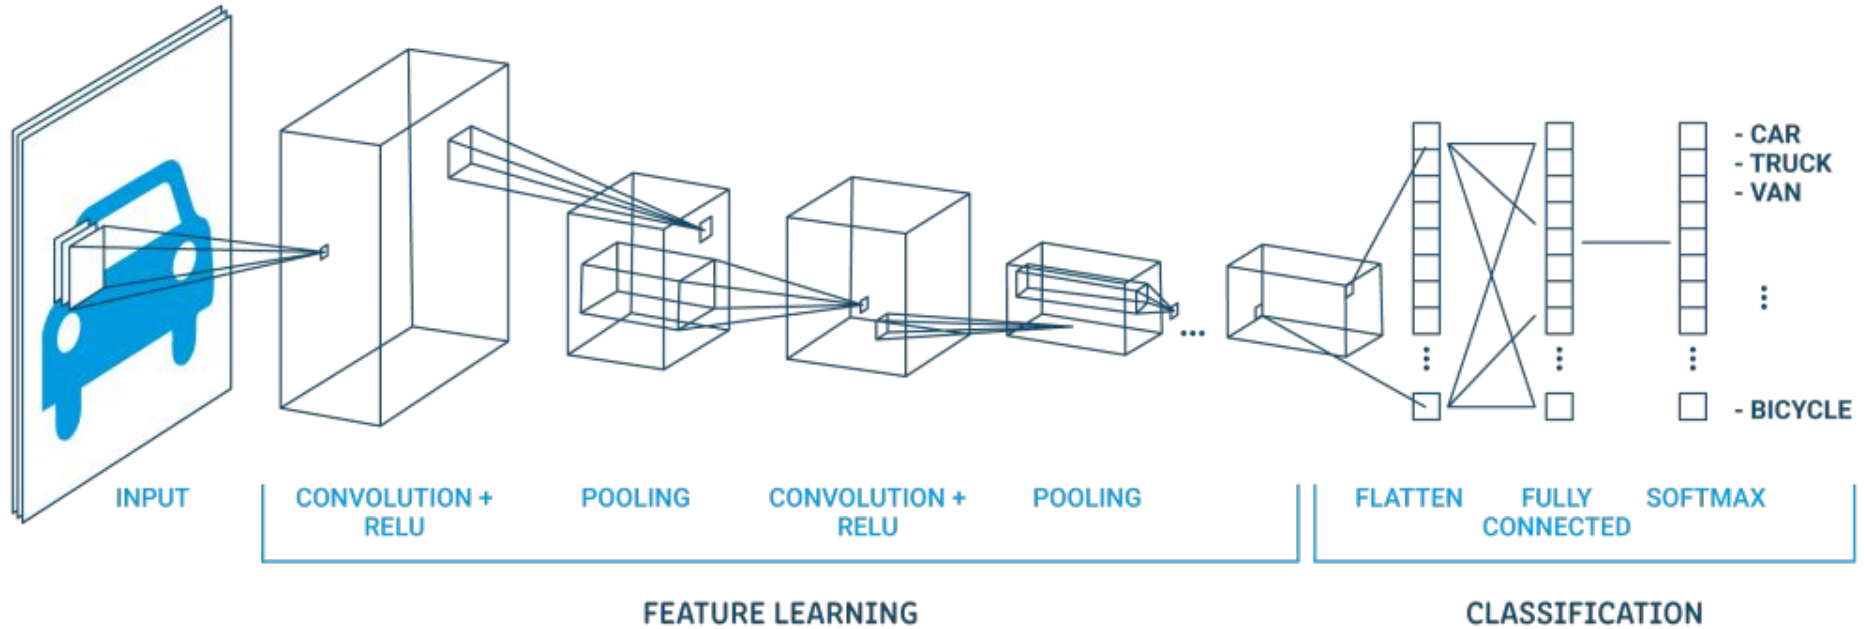 - CAR
- TRUCK
- VAN
- BICYCLE
INPUT
CONVOLUTION +
RELU
POOLING
CONVOLUTION +
RELU
POOLING
FLATTEN
FULLY
CONNECTED
SOFTMAX
FEATURE LEARNING
CLASSIFICATION